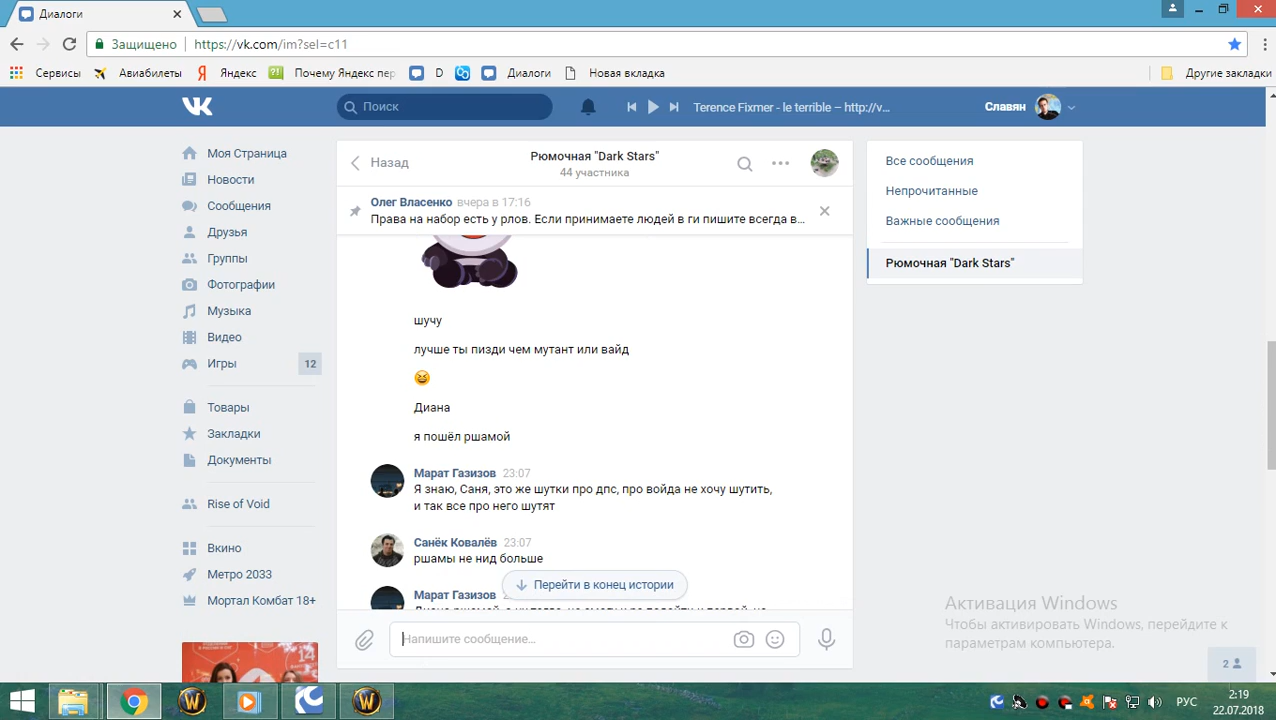 Диалоги
Защищено
https://vk.com/im?sel=c11
Сервисы
Авиабилеты
Яндекс
Почему Яндекс пер
D
Диалоги
Новая вкладка
Другие закладки
Поиск
Terence Fixmer - le terrible – http://v...
Славян
Моя Страница
Новости
Сообщения
Друзья
Группы
Фотографии
Музыка
Видео
Игры
12
Товары
Закладки
Документы
Rise of Void
Вкино
Метро 2033
Мортал Комбат 18+
14
Назад
Рюмочная "Dark Stars"
44 участника
Олег Власенко вчера в 17:16
Права на набор есть у рлов. Если принимаете людей в ги пишите всегда в...
шучу
лучше ты пизди чем мутант или вайд
Диана
я пошёл ршамой
Марат Газизов 23:07
Я знаю, Саня, это же шутки про дпс, про войда не хочу шутить,
и так все про него шутят
Санёк Ковалёв 23:07
ршамы не нид больше
Марат Газизов
Перейти в конец истории
Напишите сообщение...
Все сообщения
Непрочитанные
Важные сообщения
Рюмочная "Dark Stars"
Активация Windows
Чтобы активировать Windows, перейдите к
параметрам компьютера.
2
РУС
2:19
22.07.2018